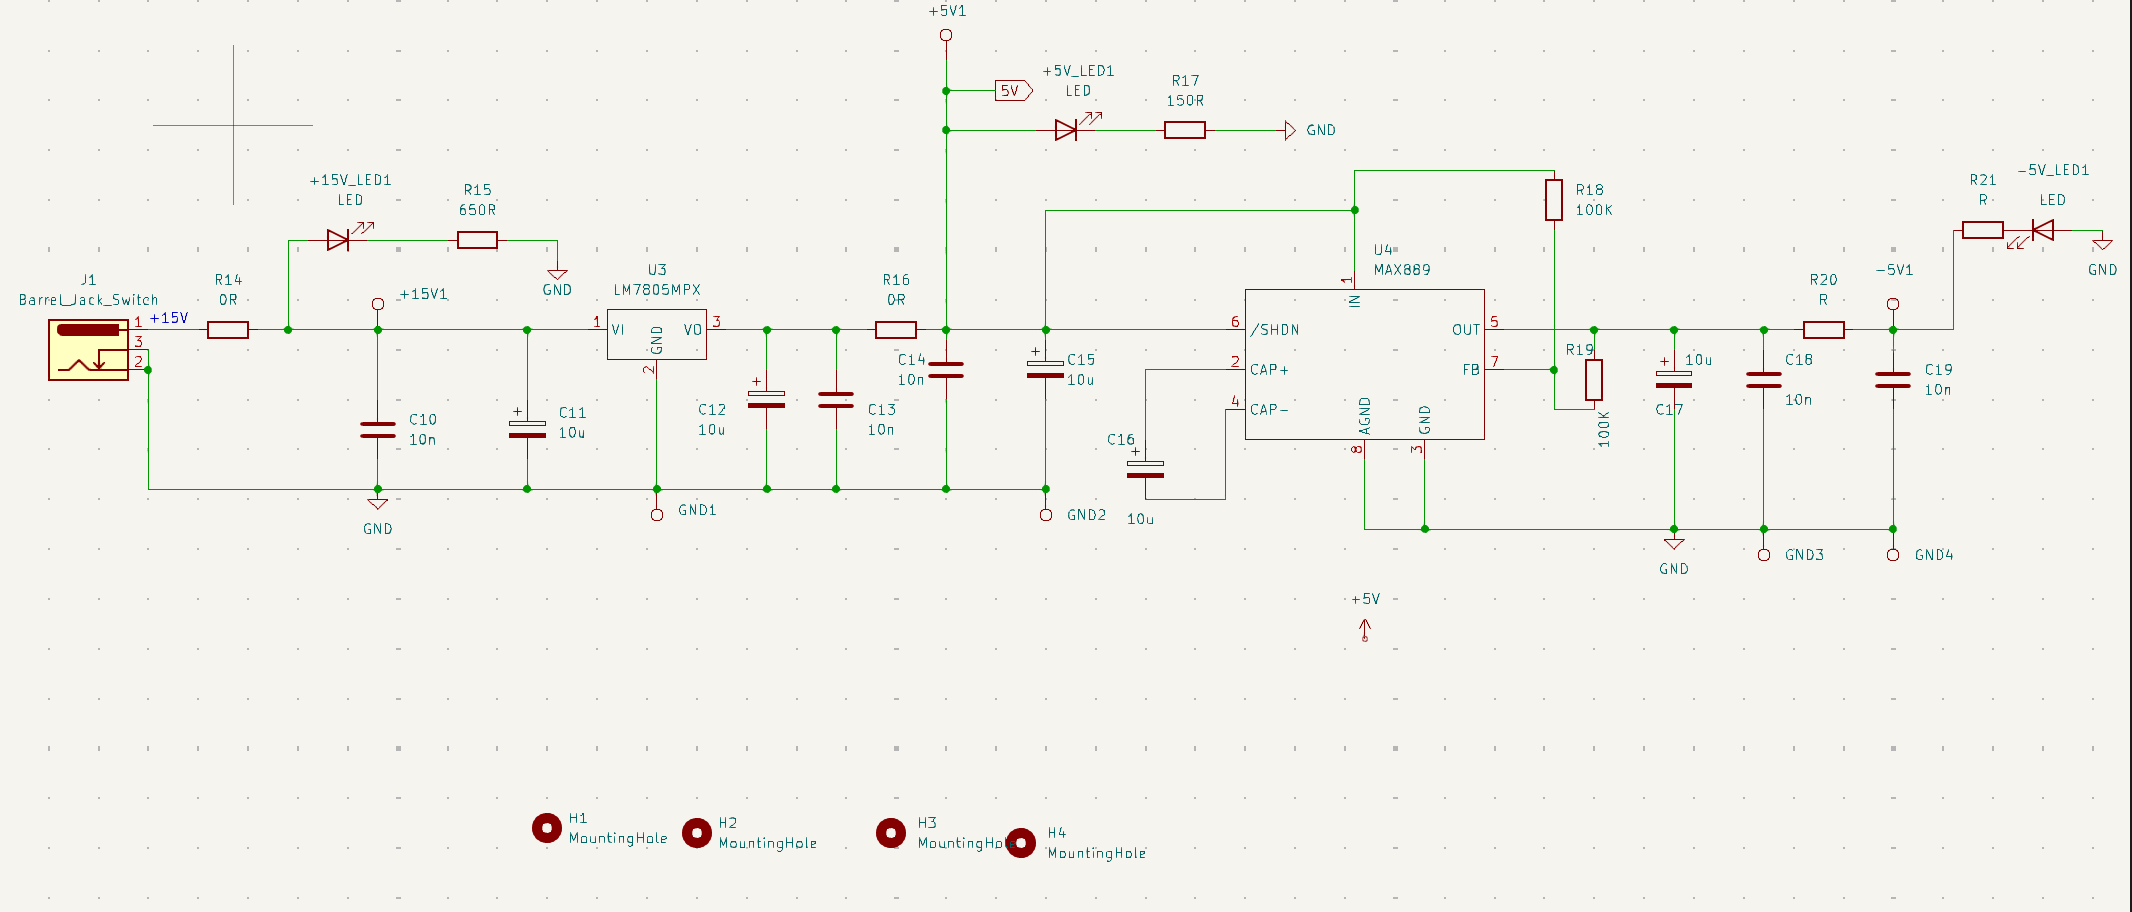 +5V1
5V
+5V_LED1
LED
R17
150R
GND
+15V_LED1
LED
R15
650R
GND
R18
100K
R21
R
-5V_LED1
LED
GND
J1
Barrel_Jack_Switch
+15V
1
3
2
R14
0R
+15V1
U3
LM7805MPX
1
VI
GND
VO
3
2
R16
0R
U4
MAX889
1
IN
6
/SHDN
2
CAP+
4
CAP-
OUT
5
FB
7
AGND
GND
8
3
R20
R
-5V1
C10
10n
+
C11
10u
+
C12
10u
C13
10n
C14
10n
+
C15
10u
C16
+
10u
R19
100K
+
10u
C17
C18
10n
C19
10n
GND
GND1
GND2
GND
GND3
GND4
+5V
H1
MountingHole
H2
MountingHole
H3
MountingHole
H4
MountingHole